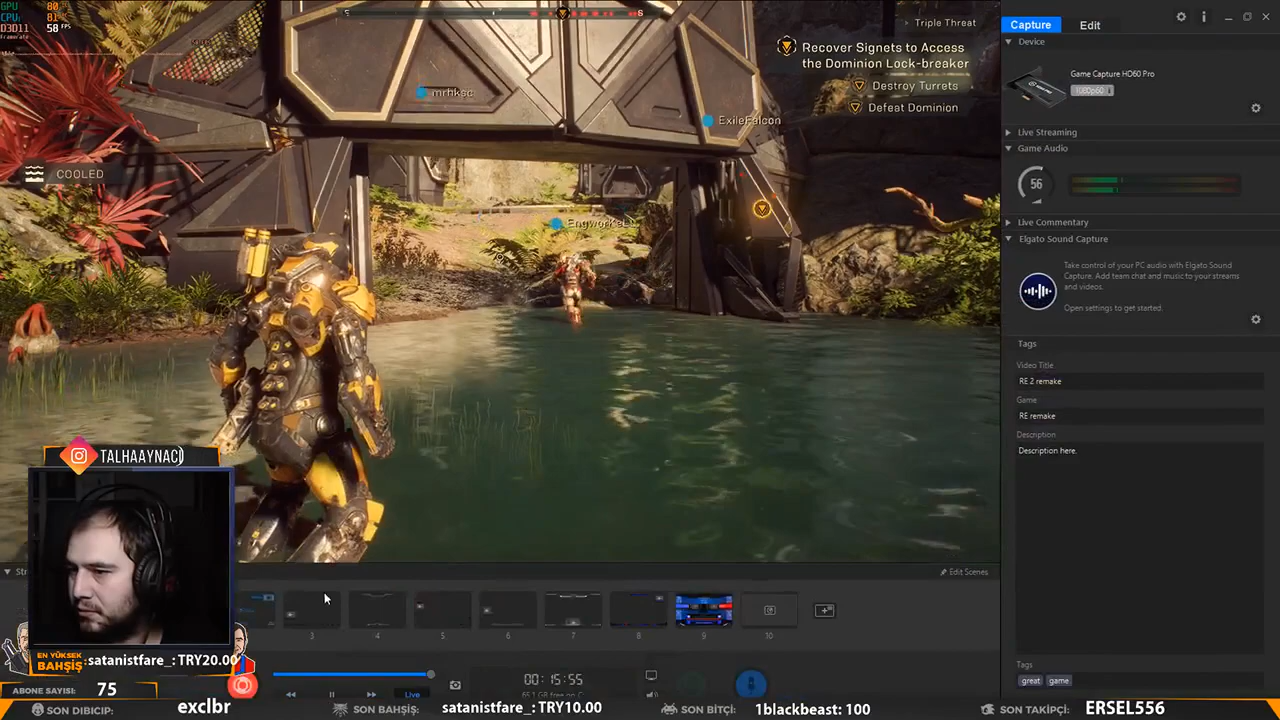 GPU 80
CPU: 81
D3D11 58 FPS
S
Triple Threat
Recover Signets to Access
the Dominion Lock-breaker
Destroy Turrets
Defeat Dominion
mrhksc
ExileFalcon
COOLED
Capture
Edit
Device
Game Capture HD60 Pro
1080p60
Live Streaming
Game Audio
56
Live Commentary
Elgato Sound Capture
Take control of your PC audio with Elgato Sound
Capture. Add team chat and music to your streams
and videos.
Open settings to get started.
Tags
Video Title
RE 2 remake
Game
RE remake
Description
Description here.
Tags
great game
TALHAAYNACI
Edit Scenes
3 4 5 6 7 8 9 10
EN YÜKSEK
BAHŞİŞ: satanistfare_: TRY20.00
Live
00:15:55
ABONE SAYISI: 75
SON DIBICIP: exclbr
SON BAHŞİŞ: satanistfare_: TRY10.00
SON BİTÇİ: 1blackbeast: 100
SON TAKİPÇİ: ERSEL556